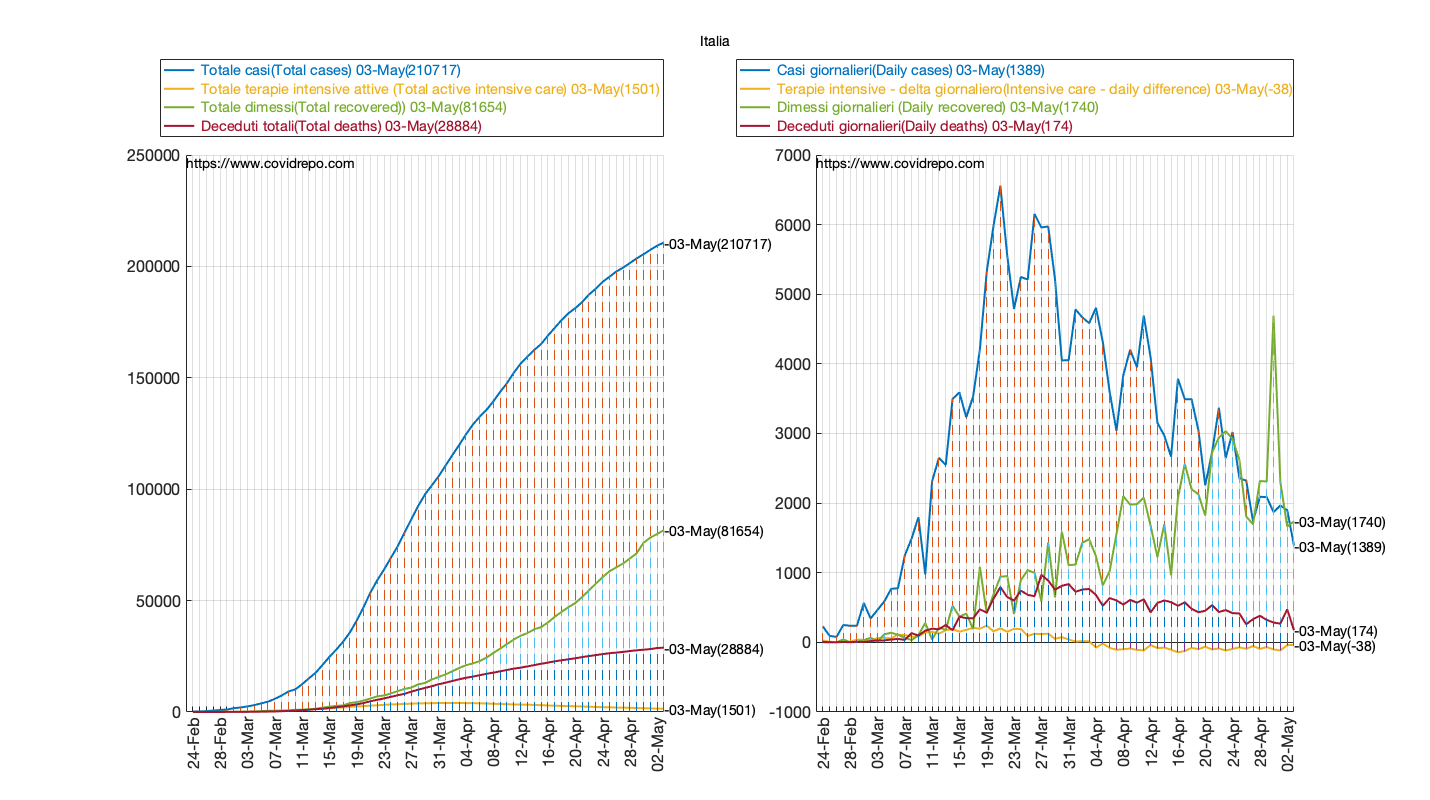 Italia
Totale casi(Total cases) 03-May(210717)
Totale terapie intensive attive (Total active intensive care) 03-May(1501)
Totale dimessi(Total recovered)) 03-May(81654)
Deceduti totali(Total deaths) 03-May(28884)
https://www.covidrepo.com
250000
200000
150000
100000
50000
0
-03-May(210717)
-03-May(81654)
-03-May(28884)
-03-May(1501)
24-Feb
28-Feb
03-Mar
07-Mar
11-Mar
15-Mar
19-Mar
23-Mar
27-Mar
31-Mar
04-Apr
08-Apr
12-Apr
16-Apr
20-Apr
24-Apr
28-Apr
02-May
Casi giornalieri(Daily cases) 03-May(1389)
Terapie intensive - delta giornaliero(Intensive care - daily difference) 03-May(-38)
Dimessi giornalieri (Daily recovered) 03-May(1740)
Deceduti giornalieri(Daily deaths) 03-May(174)
https://www.covidrepo.com
7000
6000
5000
4000
3000
2000
1000
0
-1000
-03-May(1740)
-03-May(1389)
-03-May(174)
-03-May(-38)
24-Feb
28-Feb
03-Mar
07-Mar
11-Mar
15-Mar
19-Mar
23-Mar
27-Mar
31-Mar
04-Apr
08-Apr
12-Apr
16-Apr
20-Apr
24-Apr
28-Apr
02-May